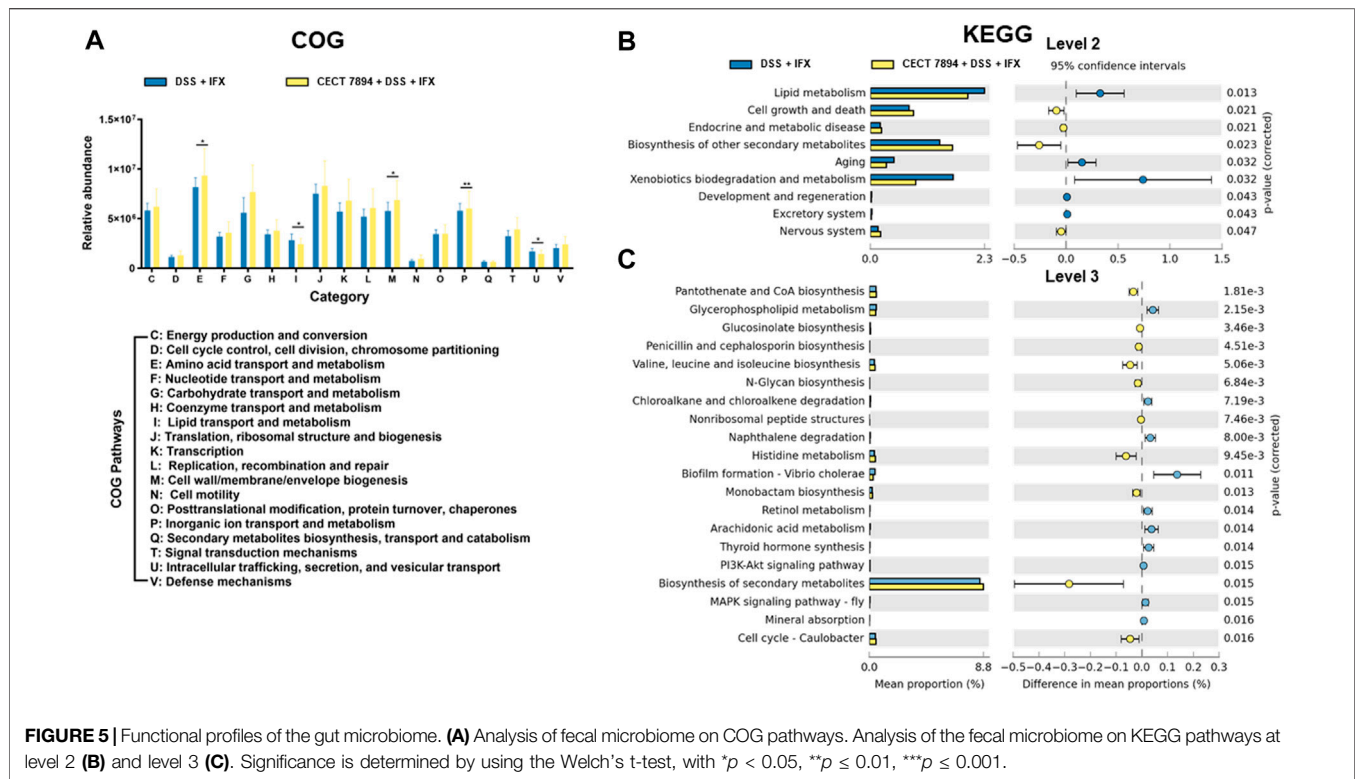 A
COG
DSS + IFX
CECT 7894 + DSS + IFX
Relative abundance
1.5×10⁷
1×10⁷
5×10⁶
0
* * * ** *
C D E F G H I J K L M N O P Q T U V
Category
COG Pathways
C: Energy production and conversion
D: Cell cycle control, cell division, chromosome partitioning
E: Amino acid transport and metabolism
F: Nucleotide transport and metabolism
G: Carbohydrate transport and metabolism
H: Coenzyme transport and metabolism
I: Lipid transport and metabolism
J: Translation, ribosomal structure and biogenesis
K: Transcription
L: Replication, recombination and repair
M: Cell wall/membrane/envelope biogenesis
N: Cell motility
O: Posttranslational modification, protein turnover, chaperones
P: Inorganic ion transport and metabolism
Q: Secondary metabolites biosynthesis, transport and catabolism
T: Signal transduction mechanisms
U: Intracellular trafficking, secretion, and vesicular transport
V: Defense mechanisms
B
KEGG
Level 2
DSS + IFX
CECT 7894 + DSS + IFX
95% confidence intervals
Lipid metabolism 0.013
Cell growth and death 0.021
Endocrine and metabolic disease 0.021
Biosynthesis of other secondary metabolites 0.023
Aging 0.032
Xenobiotics biodegradation and metabolism 0.032
Development and regeneration 0.043
Excretory system 0.043
Nervous system 0.047
p-value (corrected)
0.0 2.3 −0.5 0.0 0.5 1.0 1.5
C
Level 3
Pantothenate and CoA biosynthesis 1.81e-3
Glycerophospholipid metabolism 2.15e-3
Glucosinolate biosynthesis 3.46e-3
Penicillin and cephalosporin biosynthesis 4.51e-3
Valine, leucine and isoleucine biosynthesis 5.06e-3
N-Glycan biosynthesis 6.84e-3
Chloroalkane and chloroalkene degradation 7.19e-3
Nonribosomal peptide structures 7.46e-3
Naphthalene degradation 8.00e-3
Histidine metabolism 9.45e-3
Biofilm formation - Vibrio cholerae 0.011
Monobactam biosynthesis 0.013
Retinol metabolism 0.014
Arachidonic acid metabolism 0.014
Thyroid hormone synthesis 0.014
PI3K-Akt signaling pathway 0.015
Biosynthesis of secondary metabolites 0.015
MAPK signaling pathway - fly 0.015
Mineral absorption 0.016
Cell cycle - Caulobacter 0.016
p-value (corrected)
0.0 8.8 −0.5 −0.4 −0.3 −0.2 −0.1 0.0 0.1 0.2 0.3
Mean proportion (%)
Difference in mean proportions (%)
FIGURE 5 | Functional profiles of the gut microbiome. (A) Analysis of fecal microbiome on COG pathways. Analysis of the fecal microbiome on KEGG pathways at
level 2 (B) and level 3 (C). Significance is determined by using the Welch's t-test, with *p < 0.05, **p ≤ 0.01, ***p ≤ 0.001.